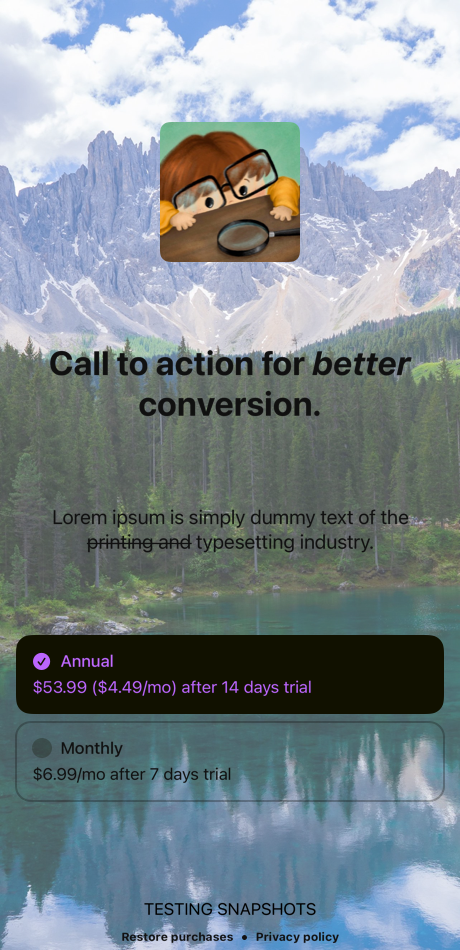 Call to action for better
conversion.
Lorem ipsum is simply dummy text of the
printing and typesetting industry.
Annual
$53.99 ($4.49/mo) after 14 days trial
Monthly
$6.99/mo after 7 days trial
TESTING SNAPSHOTS
Restore purchases • Privacy policy